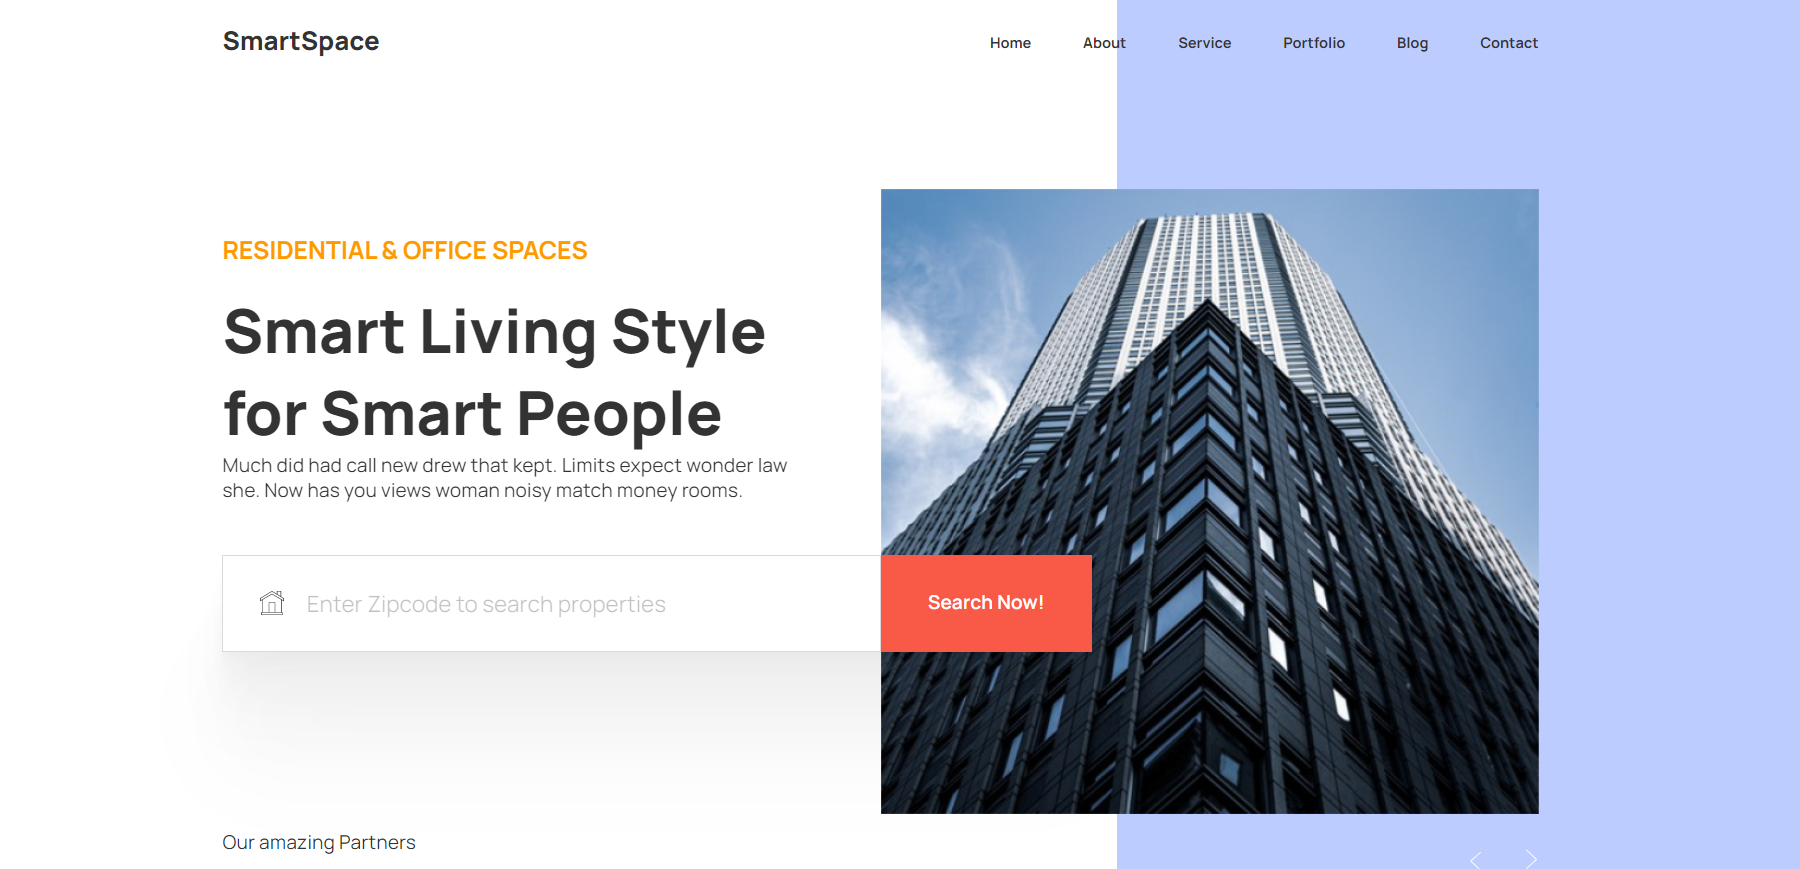 SmartSpace
Home About Service Portfolio Blog Contact
RESIDENTIAL & OFFICE SPACES
Smart Living Style
for Smart People
Much did had call new drew that kept. Limits expect wonder law
she. Now has you views woman noisy match money rooms.
Enter Zipcode to search properties
Search Now!
Our amazing Partners